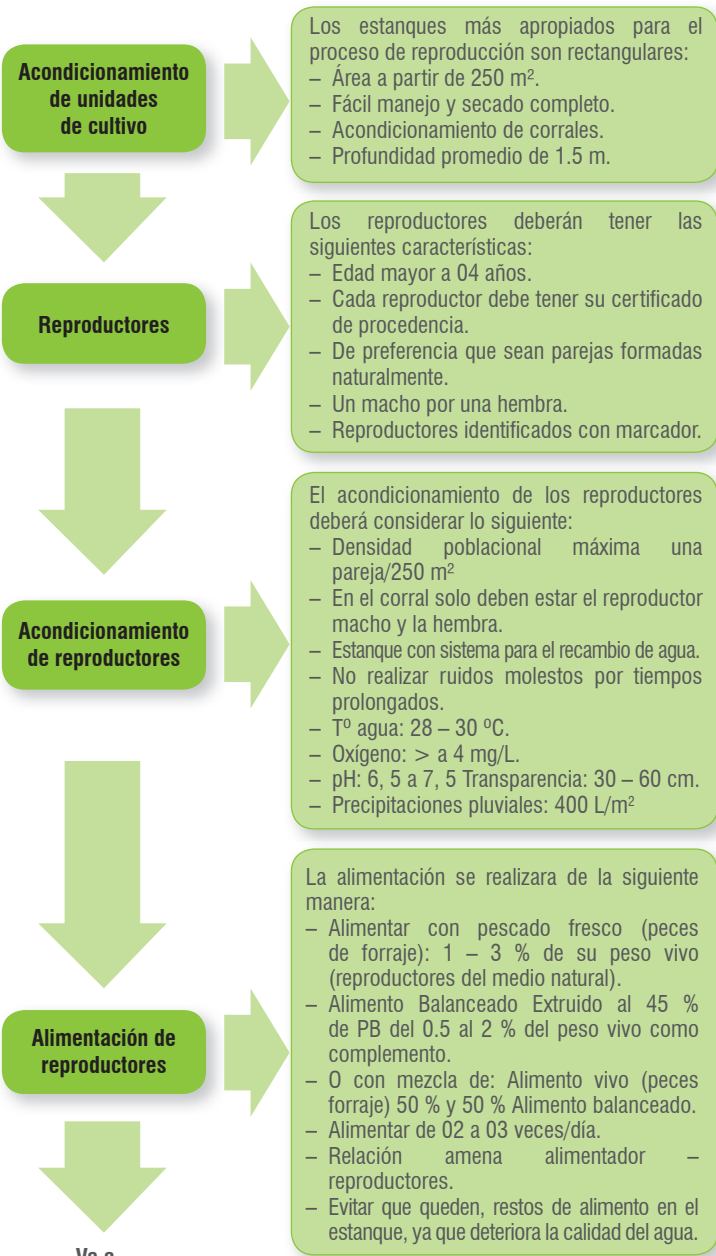 Acondicionamiento
de unidades
de cultivo
Los estanques más apropiados para el
proceso de reproducción son rectangulares:
– Área a partir de 250 m².
– Fácil manejo y secado completo.
– Acondicionamiento de corrales.
– Profundidad promedio de 1.5 m.
Reproductores
Los reproductores deberán tener las
siguientes características:
– Edad mayor a 04 años.
– Cada reproductor debe tener su certificado
de procedencia.
– De preferencia que sean parejas formadas
naturalmente.
– Un macho por una hembra.
– Reproductores identificados con marcador.
Acondicionamiento
de reproductores
El acondicionamiento de los reproductores
deberá considerar lo siguiente:
– Densidad poblacional máxima una
pareja/250 m²
– En el corral solo deben estar el reproductor
macho y la hembra.
– Estanque con sistema para el recambio de agua.
– No realizar ruidos molestos por tiempos
prolongados.
– Tº agua: 28 – 30 ºC.
– Oxígeno: > a 4 mg/L.
– pH: 6, 5 a 7, 5 Transparencia: 30 – 60 cm.
– Precipitaciones pluviales: 400 L/m²
Alimentación de
reproductores
La alimentación se realizara de la siguiente
manera:
– Alimentar con pescado fresco (peces
de forraje): 1 – 3 % de su peso vivo
(reproductores del medio natural).
– Alimento Balanceado Extruido al 45 %
de PB del 0.5 al 2 % del peso vivo como
complemento.
– O con mezcla de: Alimento vivo (peces
forraje) 50 % y 50 % Alimento balanceado.
– Alimentar de 02 a 03 veces/día.
– Relación amena alimentador –
reproductores.
– Evitar que queden, restos de alimento en el
estanque, ya que deteriora la calidad del agua.